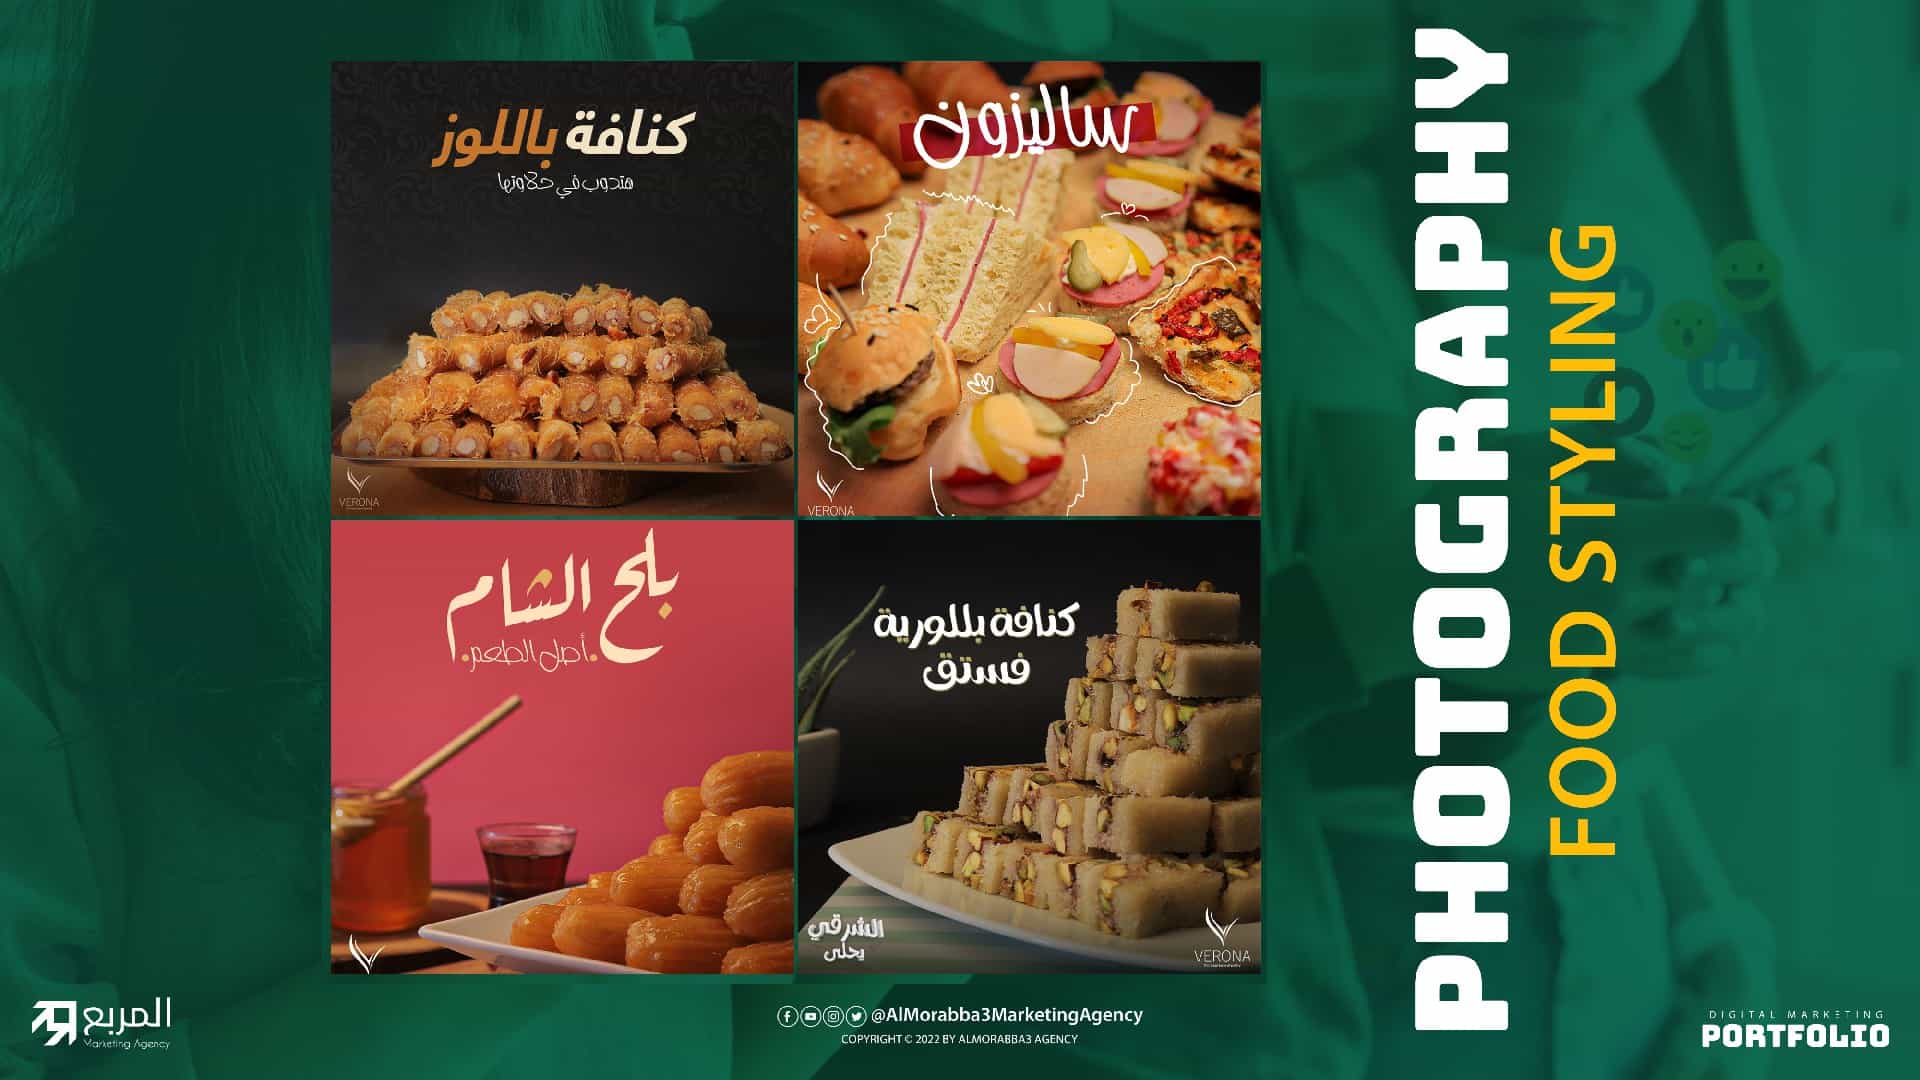 كنافة باللوز
هتدوب في حلاوتها
VERONA
ساليزون
VERONA
بلح الشام
.أصل الطعم.
كنافة بللورية
فستق
الشرقي
يحلى
VERONA
PHOTOGRAPHY
FOOD STYLING
المربع
Marketing Agency
@AlMorabba3MarketingAgency
COPYRIGHT © 2022 BY ALMORABBA3 AGENCY
DIGITAL MARKETING
PORTFOLIO